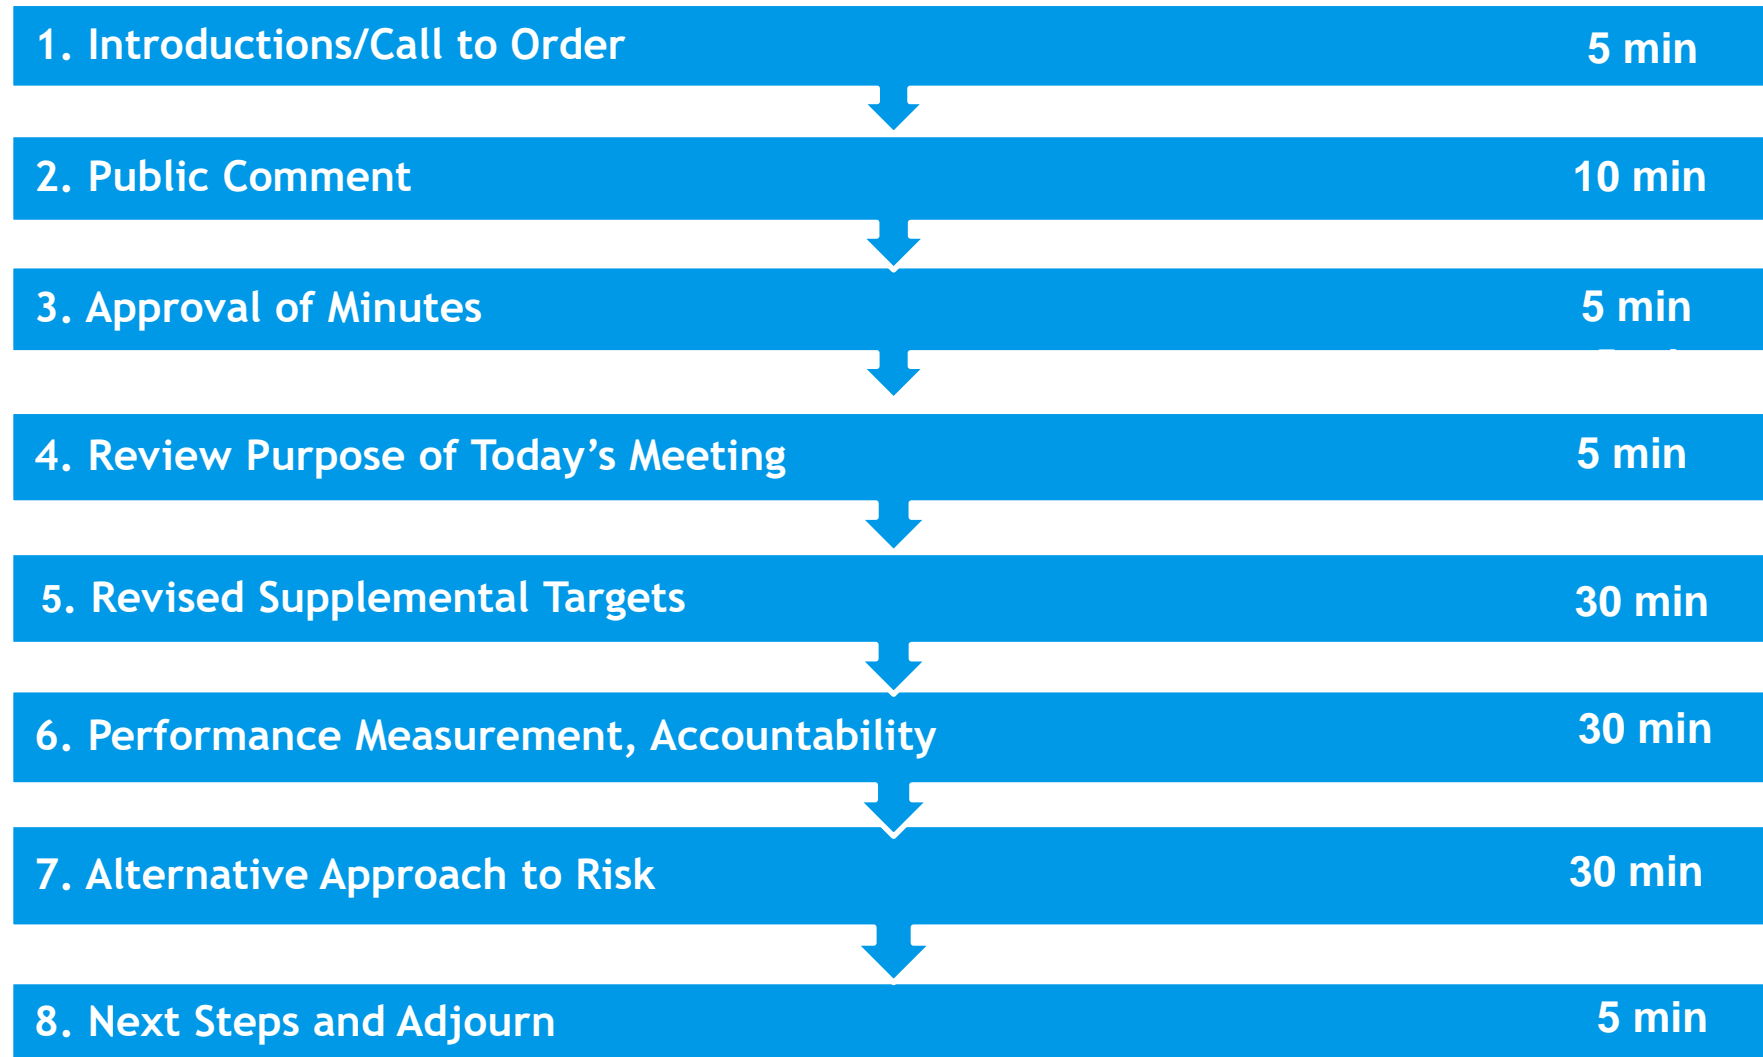 1. Introductions/Call to Order 5 min
2. Public Comment 10 min
3. Approval of Minutes 5 min
4. Review Purpose of Today’s Meeting 5 min
5. Revised Supplemental Targets 30 min
6. Performance Measurement, Accountability 30 min
7. Alternative Approach to Risk 30 min
8. Next Steps and Adjourn 5 min